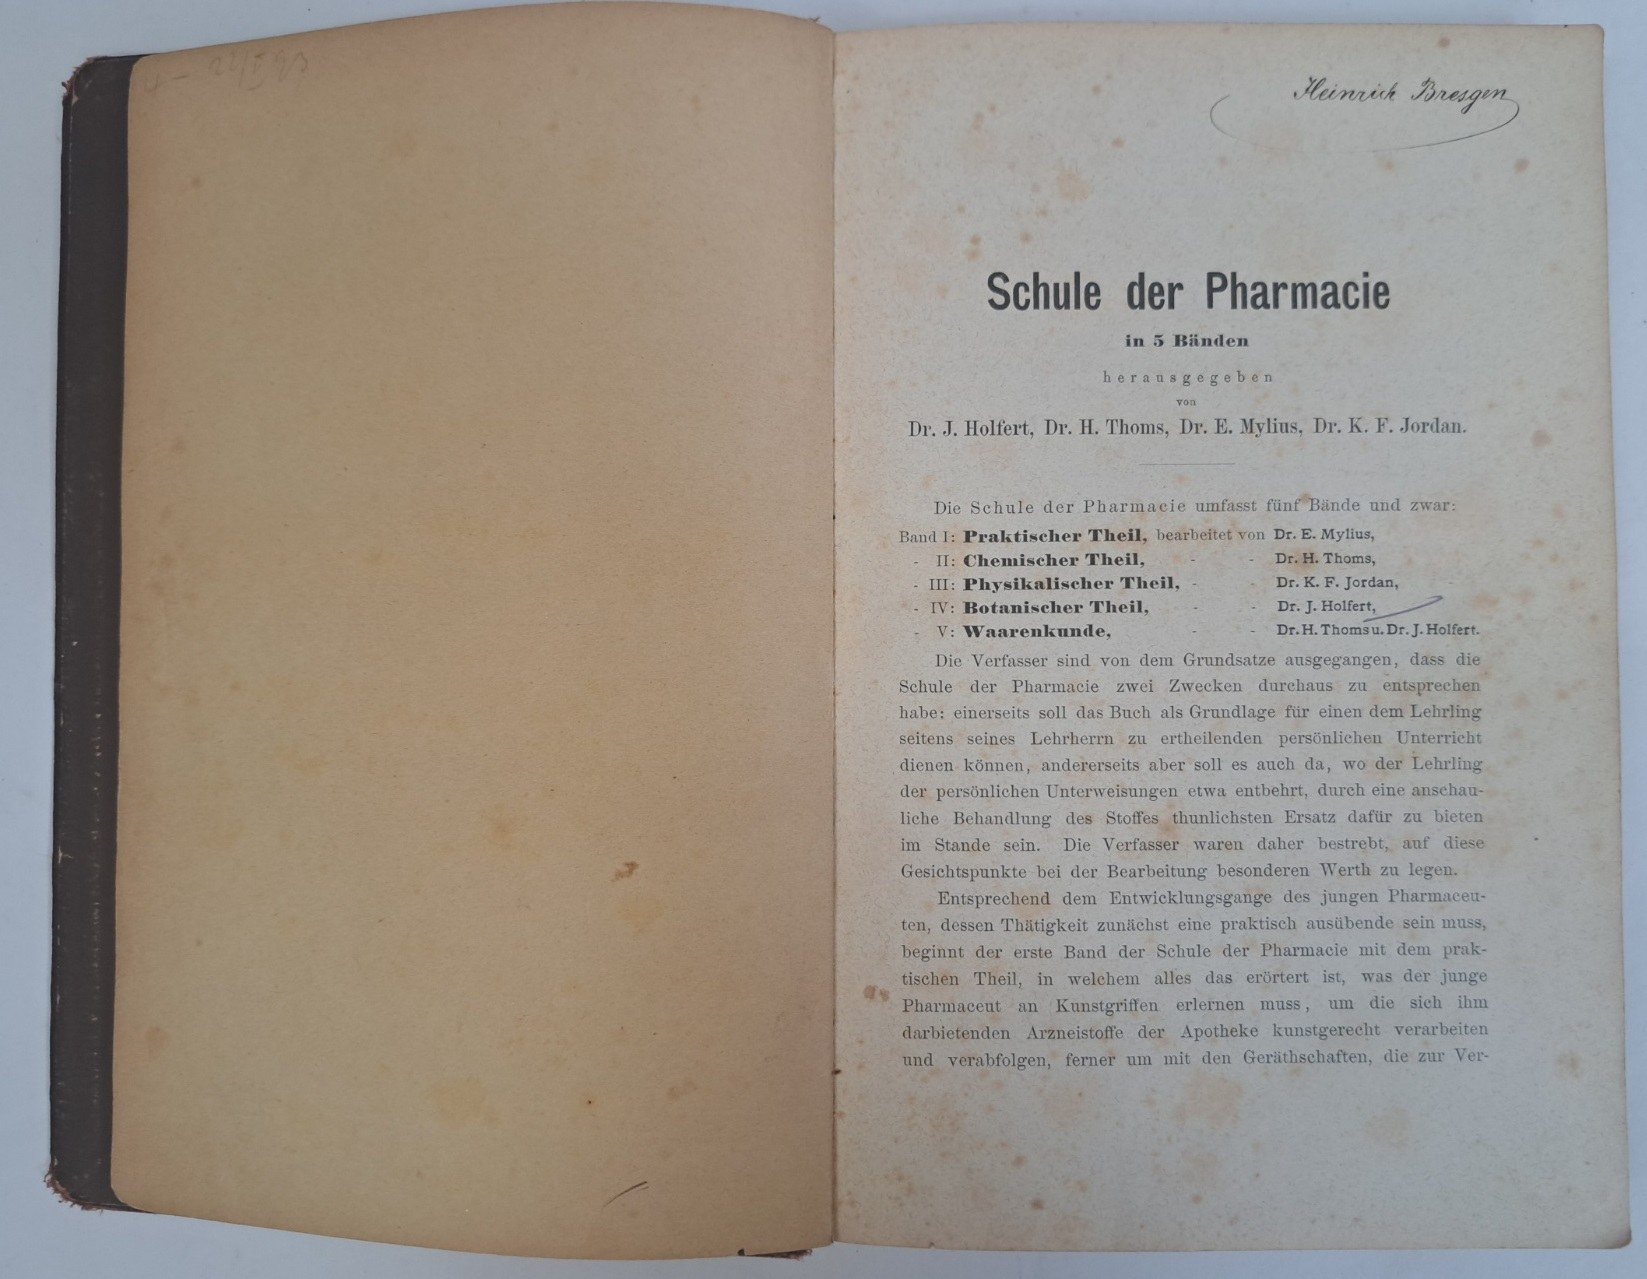 Heinrich Bresgen
Schule der Pharmacie
in 5 Bänden
herausgegeben
von
Dr. J. Holfert, Dr. H. Thoms, Dr. E. Mylius, Dr. K. F. Jordan.
Die Schule der Pharmacie umfasst fünf Bände und zwar:
Band I: Praktischer Theil, bearbeitet von Dr. E. Mylius,
- II: Chemischer Theil, - - Dr. H. Thoms,
- III: Physikalischer Theil, - - Dr. K. F. Jordan,
- IV: Botanischer Theil, - - Dr. J. Holfert,
- V: Waarenkunde, - - Dr. H. Thoms u. Dr. J. Holfert.
Die Verfasser sind von dem Grundsatze ausgegangen, dass die
Schule der Pharmacie zwei Zwecken durchaus zu entsprechen
habe: einerseits soll das Buch als Grundlage für einen dem Lehrling
seitens seines Lehrherrn zu ertheilenden persönlichen Unterricht
dienen können, andererseits aber soll es auch da, wo der Lehrling
der persönlichen Unterweisungen etwa entbehrt, durch eine anschau-
liche Behandlung des Stoffes thunlichsten Ersatz dafür zu bieten
im Stande sein. Die Verfasser waren daher bestrebt, auf diese
Gesichtspunkte bei der Bearbeitung besonderen Werth zu legen.
Entsprechend dem Entwicklungsgange des jungen Pharmaceu-
ten, dessen Thätigkeit zunächst eine praktisch ausübende sein muss,
beginnt der erste Band der Schule der Pharmacie mit dem prak-
tischen Theil, in welchem alles das erörtert ist, was der junge
Pharmaceut an Kunstgriffen erlernen muss, um die sich ihm
darbietenden Arzneistoffe der Apotheke kunstgerecht verarbeiten
und verabfolgen, ferner um mit den Geräthschaften, die zur Ver-